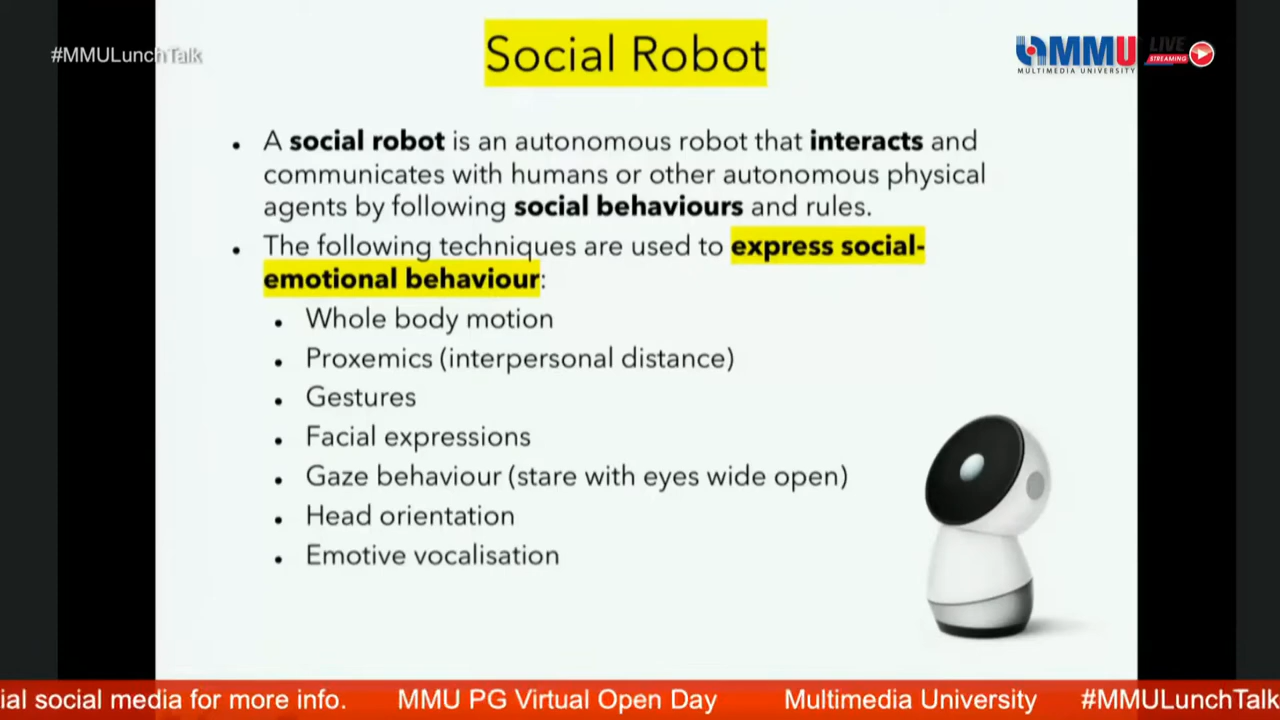 #MMULunchTalk
Social Robot
MMU
MULTIMEDIA UNIVERSITY
LIVE
STREAMING
• A social robot is an autonomous robot that interacts and
communicates with humans or other autonomous physical
agents by following social behaviours and rules.
• The following techniques are used to express social-
emotional behaviour:
• Whole body motion
• Proxemics (interpersonal distance)
• Gestures
• Facial expressions
• Gaze behaviour (stare with eyes wide open)
• Head orientation
• Emotive vocalisation
ial social media for more info. MMU PG Virtual Open Day Multimedia University #MMULunchTalk